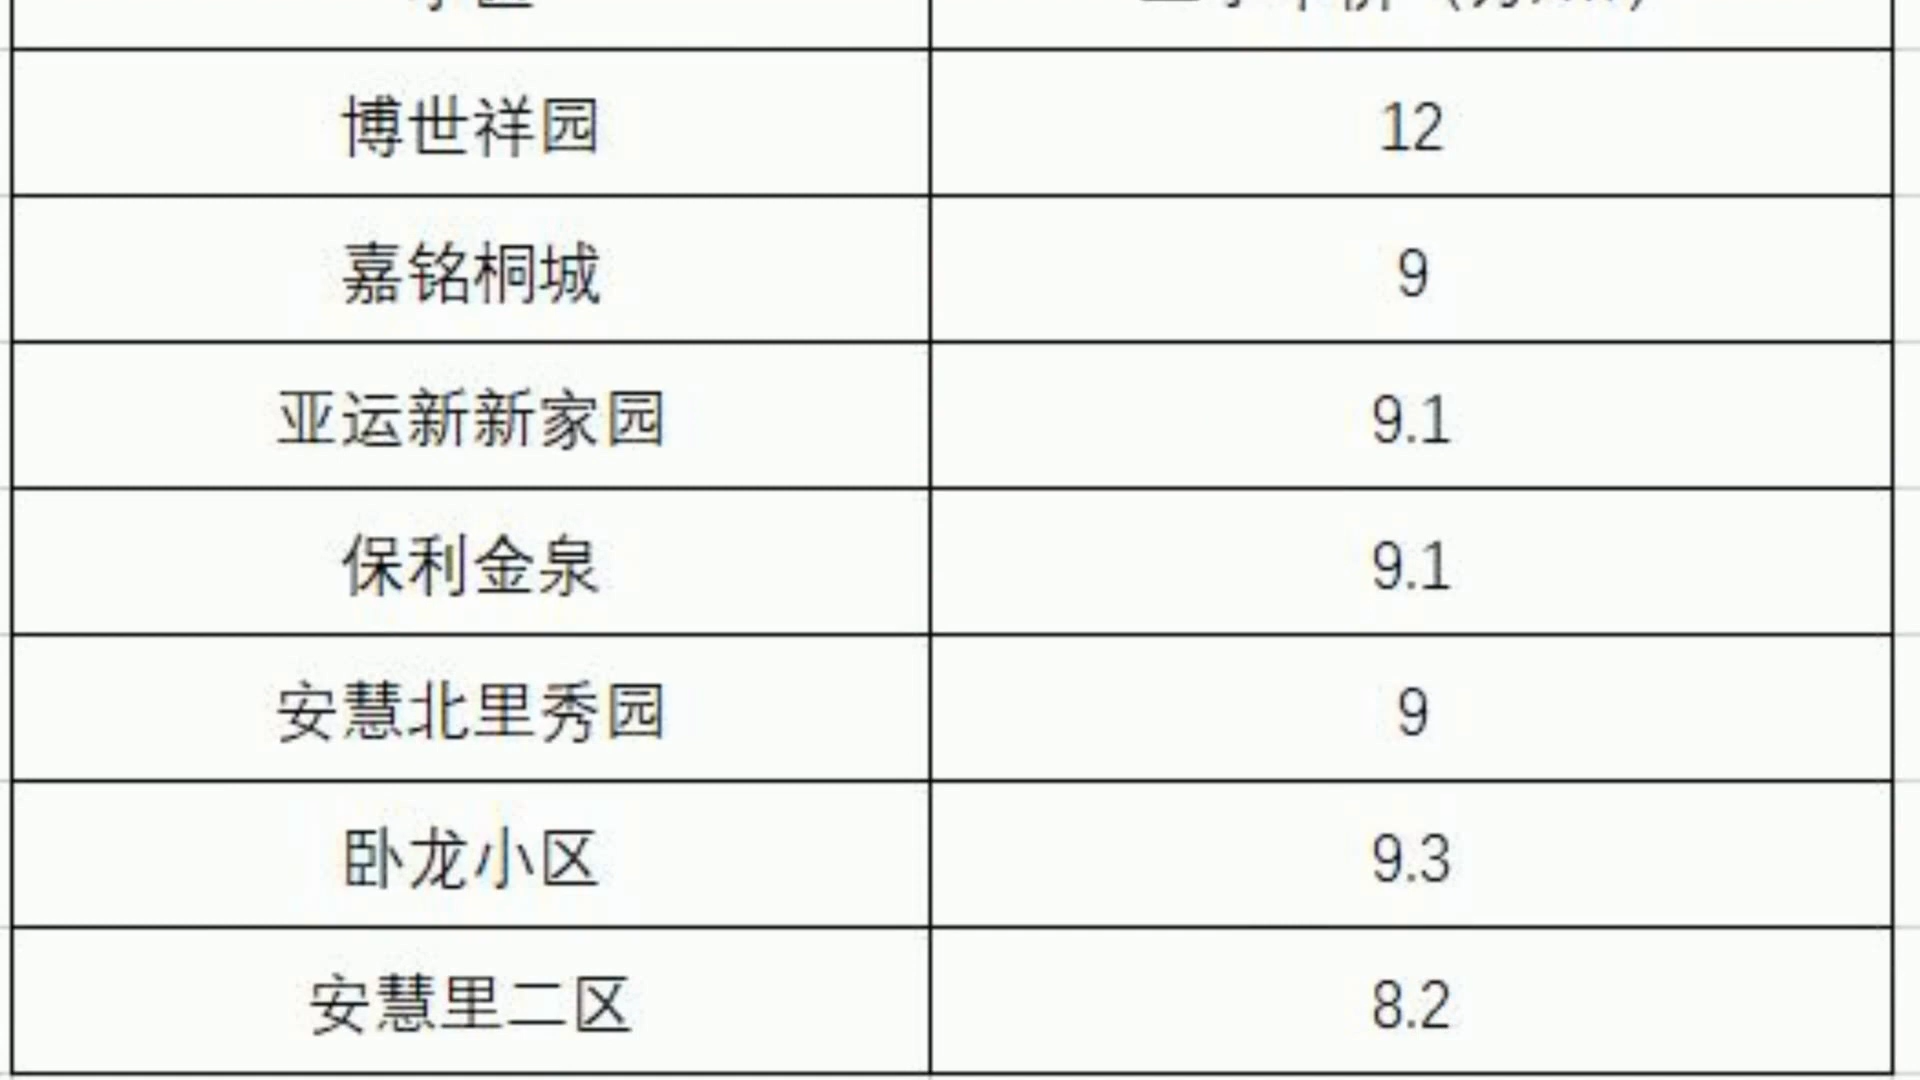 博世祥园 12
嘉铭桐城 9
亚运新新家园 9.1
保利金泉 9.1
安慧北里秀园 9
卧龙小区 9.3
安慧里二区 8.2